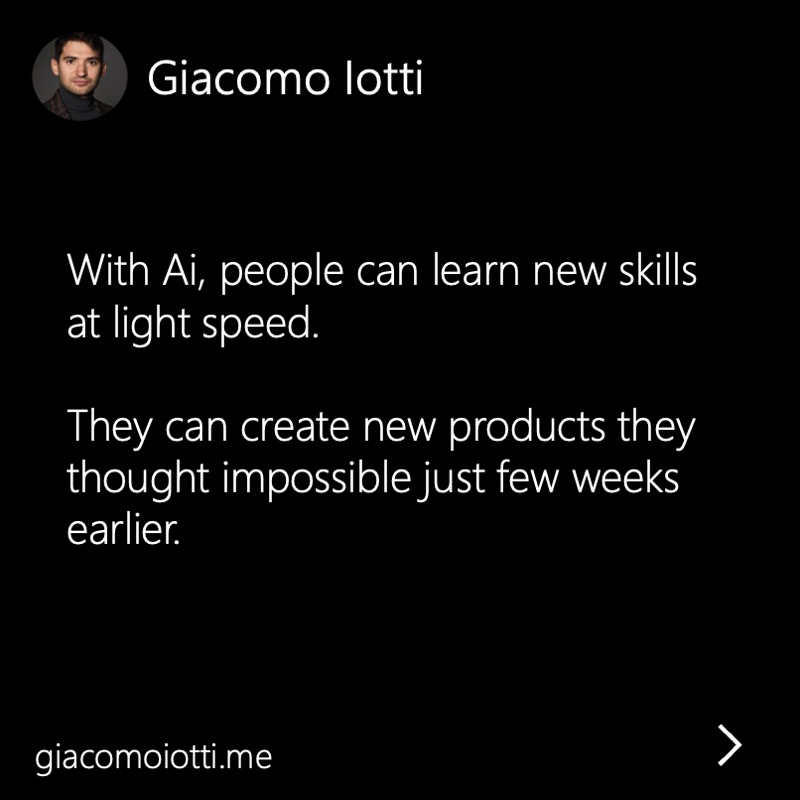 Giacomo Iotti
With Ai, people can learn new skills
at light speed.
They can create new products they
thought impossible just few weeks
earlier.
giacomoiotti.me